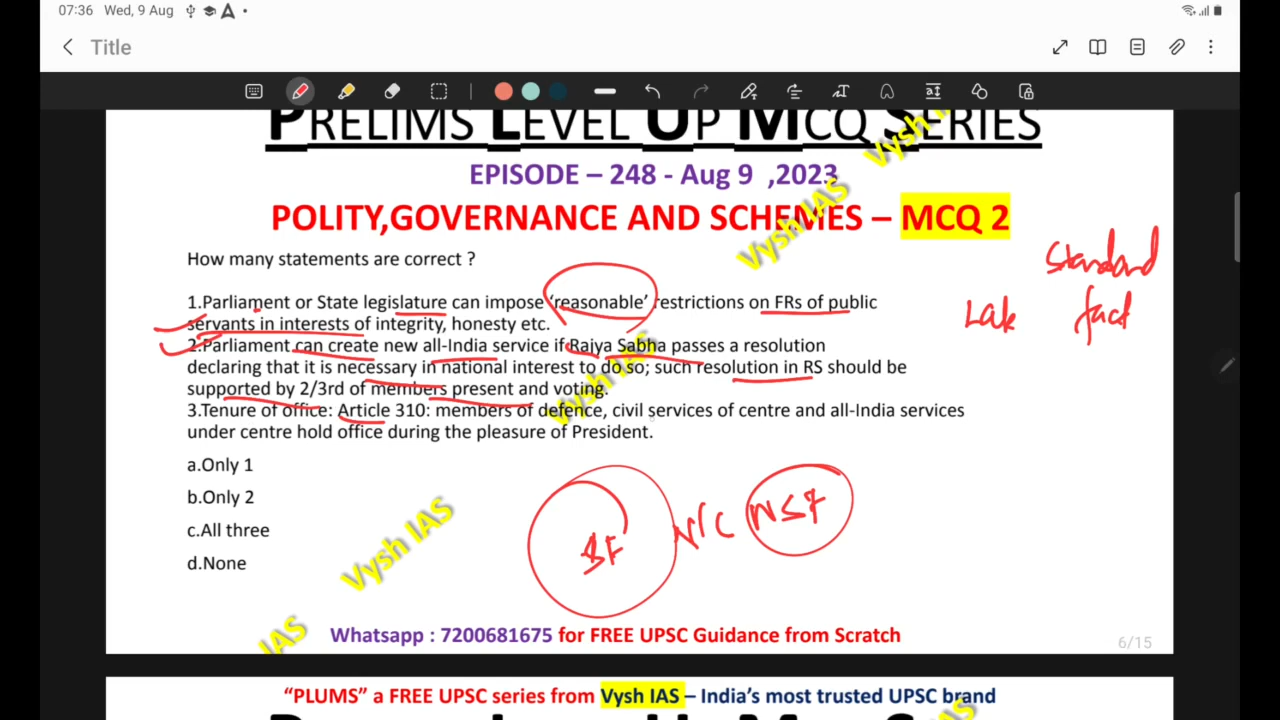 07:36 Wed, 9 Aug
Title
PRELIMS LEVEL UP MCQ SERIES
EPISODE – 248 - Aug 9 ,2023
POLITY,GOVERNANCE AND SCHEMES – MCQ 2
How many statements are correct ?
Standard
Lak fact
1.Parliament or State legislature can impose ‘reasonable’ restrictions on FRs of public
servants in interests of integrity, honesty etc.
2.Parliament can create new all-India service if Rajya Sabha passes a resolution
declaring that it is necessary in national interest to do so; such resolution in RS should be
supported by 2/3rd of members present and voting.
3.Tenure of office: Article 310: members of defence, civil services of centre and all-India services
under centre hold office during the pleasure of President.
a.Only 1
b.Only 2
c.All three
d.None
Vysh IAS
Vysh IAS
Vysh IAS
Vysh IAS
IAS
Whatsapp : 7200681675 for FREE UPSC Guidance from Scratch
6/15
“PLUMS” a FREE UPSC series from Vysh IAS – India’s most trusted UPSC brand